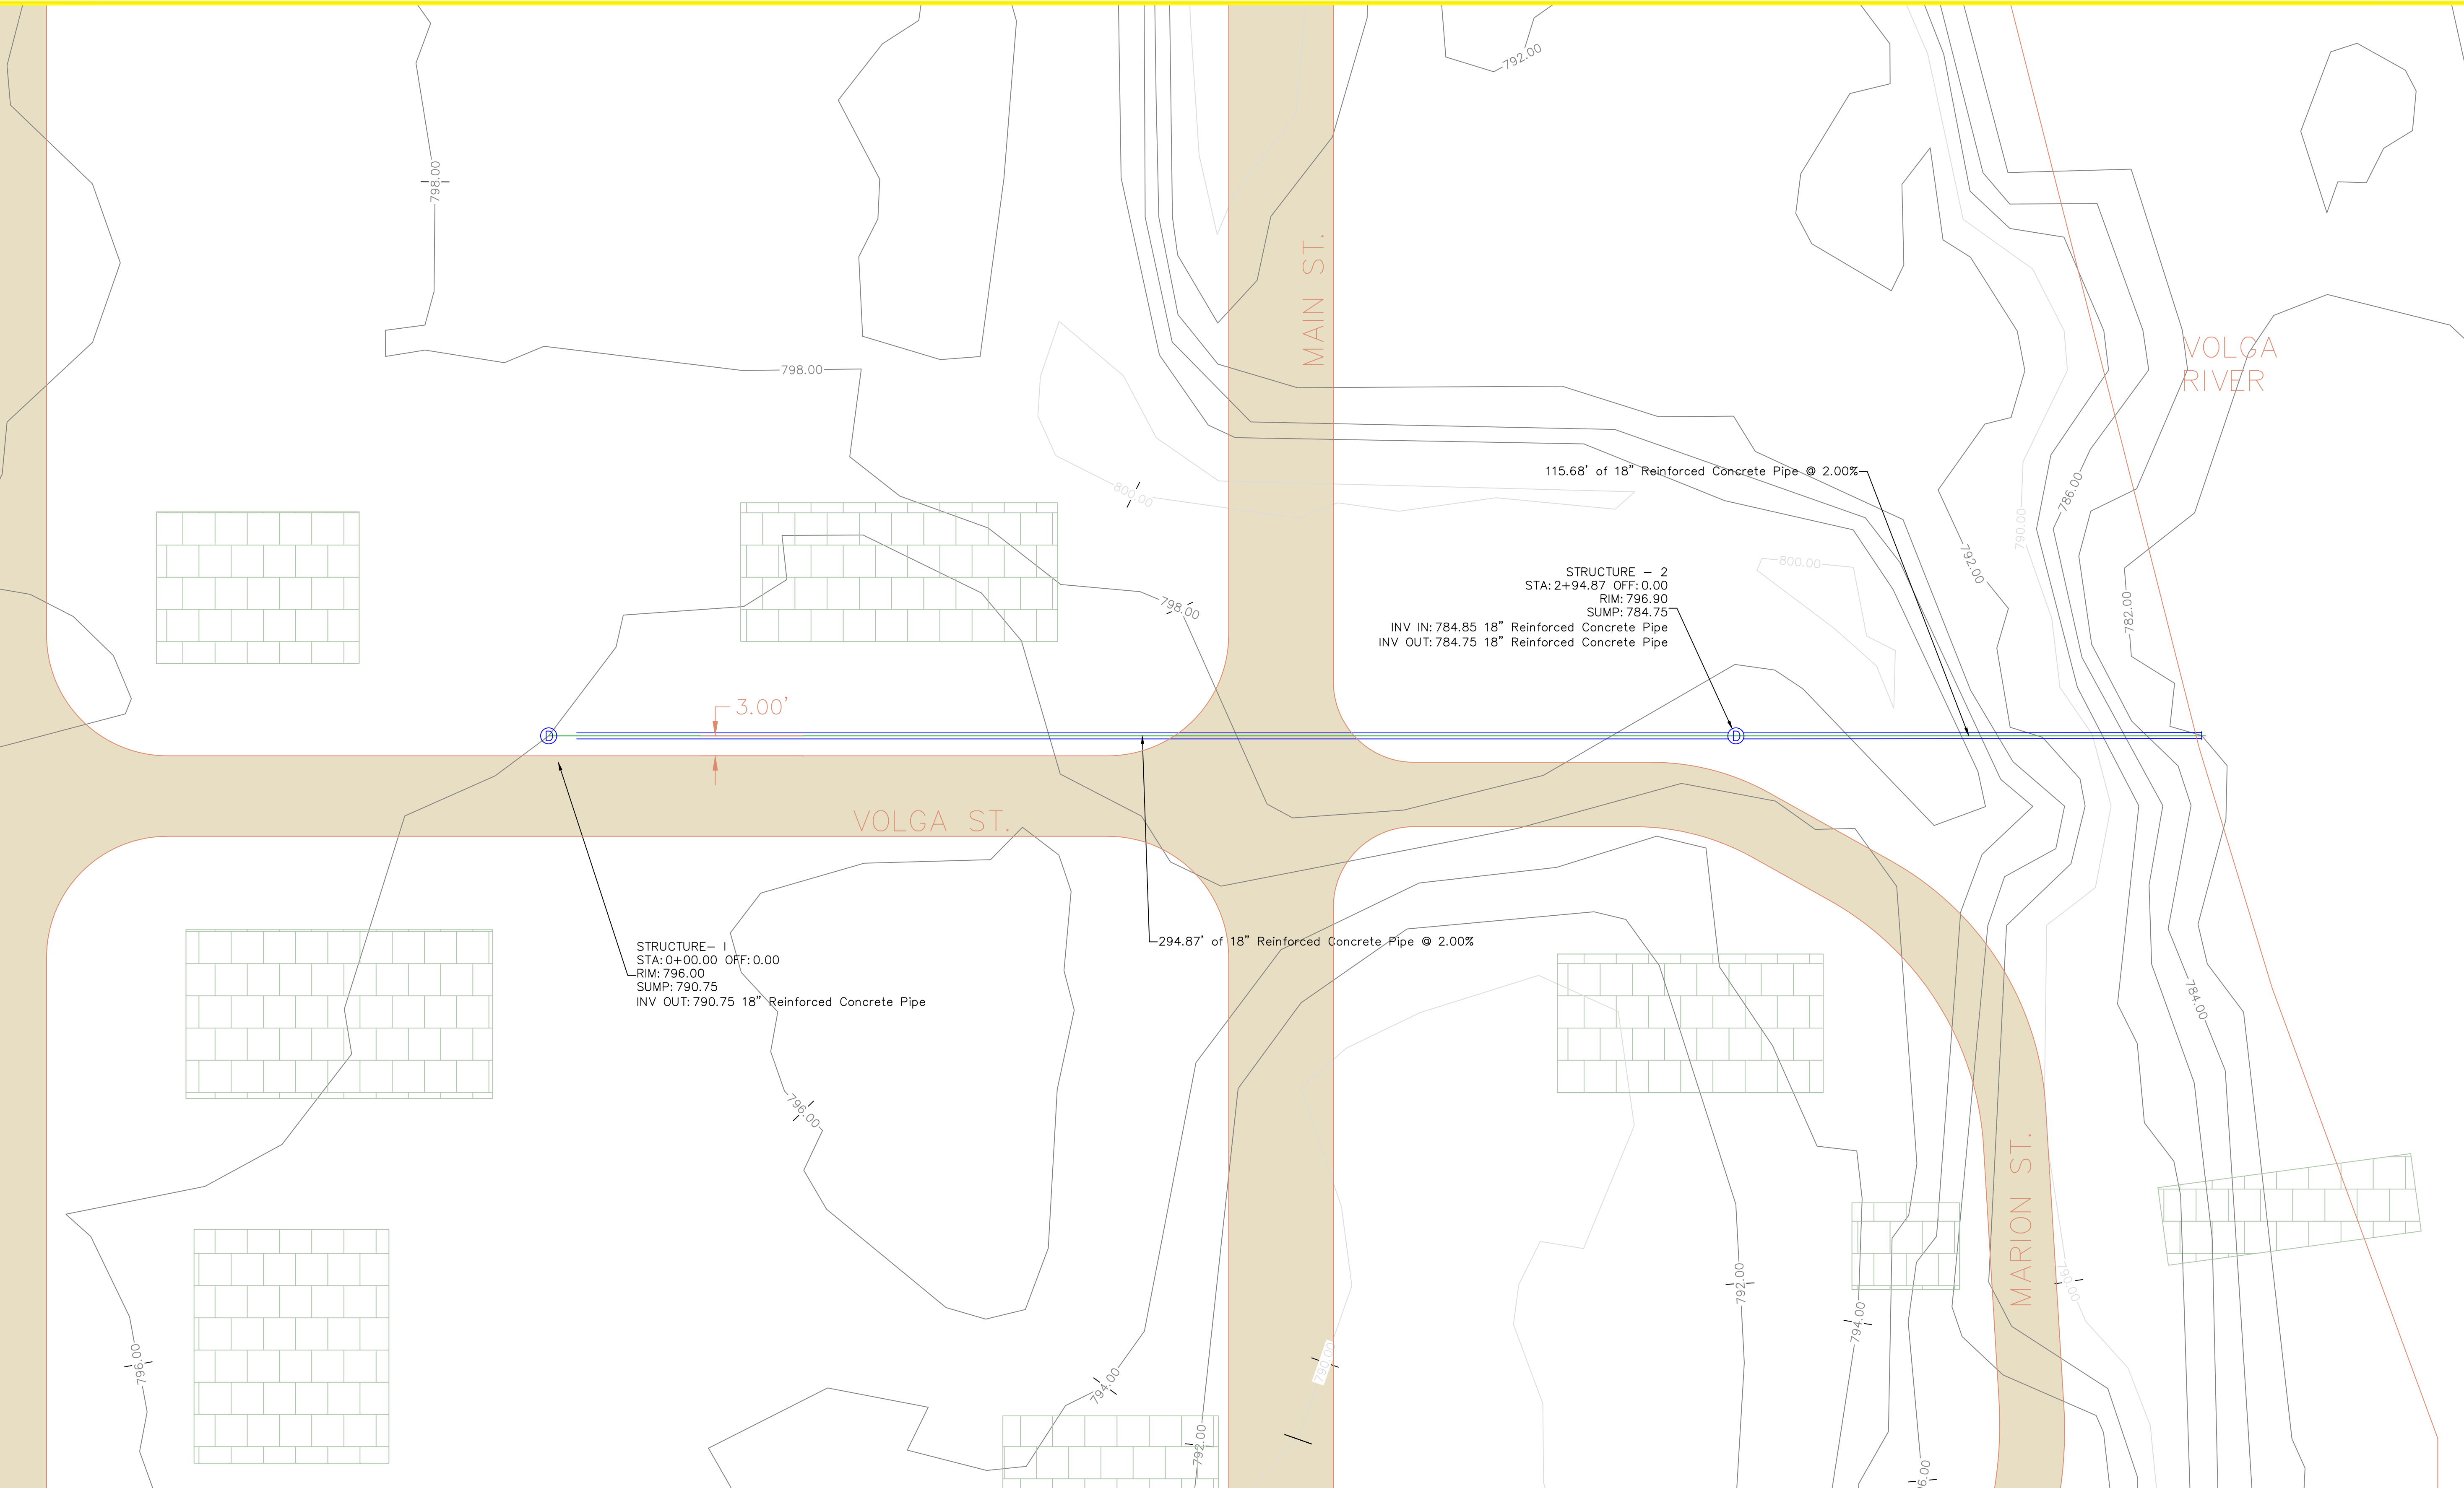 792.00
798.00
MAIN ST.
VOLGA
RIVER
798.00
115.68' of 18" Reinforced Concrete Pipe @ 2.00%
800.00
786.00
790.00
792.00
800.00
STRUCTURE - 2
STA: 2+94.87 OFF: 0.00
RIM: 796.90
SUMP: 784.75
INV IN: 784.85 18" Reinforced Concrete Pipe
INV OUT: 784.75 18" Reinforced Concrete Pipe
798.00
782.00
3.00'
D
D
VOLGA ST.
294.87' of 18" Reinforced Concrete Pipe @ 2.00%
STRUCTURE- 1
STA: 0+00.00 OFF: 0.00
RIM: 796.00
SUMP: 790.75
INV OUT: 790.75 18" Reinforced Concrete Pipe
784.00
796.00
MARION ST.
792.00
790.00
794.00
796.00
790.00
794.00
792.00
6.00